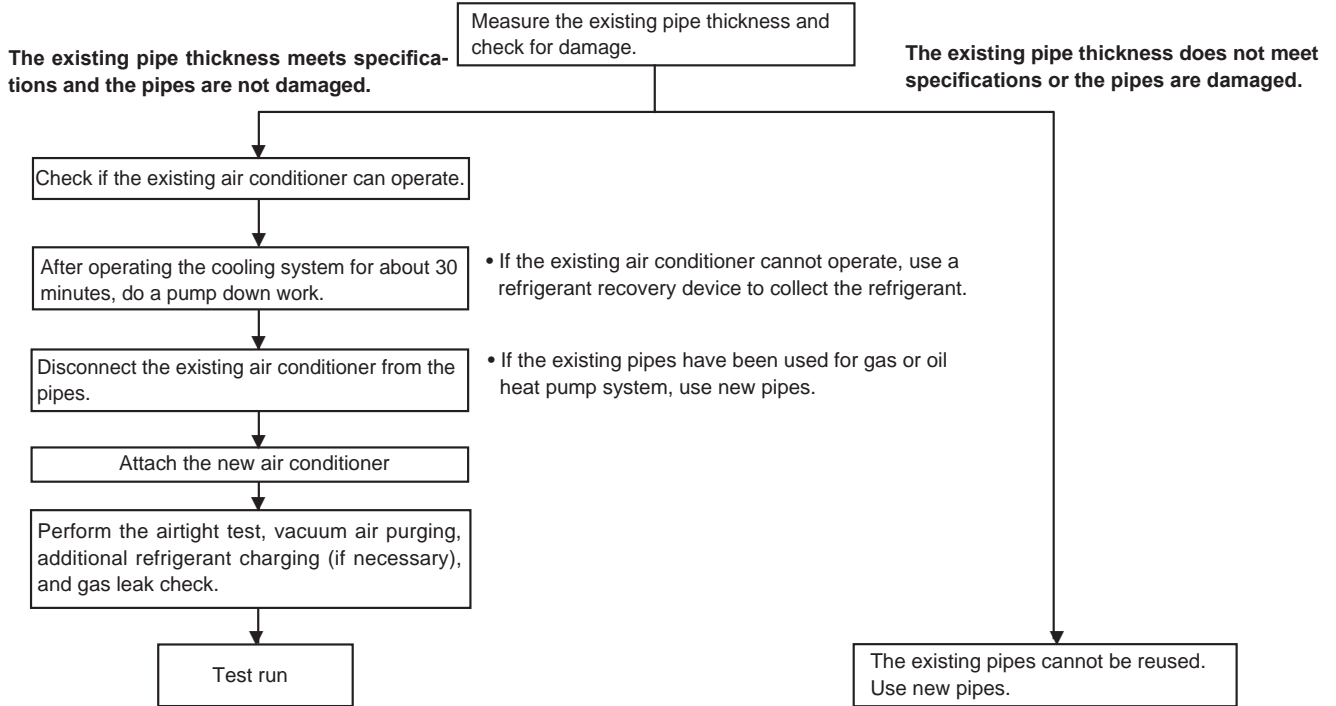 Measure the existing pipe thickness and
check for damage.
The existing pipe thickness meets specifica-
tions and the pipes are not damaged.
The existing pipe thickness does not meet
specifications or the pipes are damaged.
Check if the existing air conditioner can operate.
After operating the cooling system for about 30
minutes, do a pump down work.
• If the existing air conditioner cannot operate, use a
refrigerant recovery device to collect the refrigerant.
Disconnect the existing air conditioner from the
pipes.
• If the existing pipes have been used for gas or oil
heat pump system, use new pipes.
Attach the new air conditioner
Perform the airtight test, vacuum air purging,
additional refrigerant charging (if necessary),
and gas leak check.
Test run
The existing pipes cannot be reused.
Use new pipes.